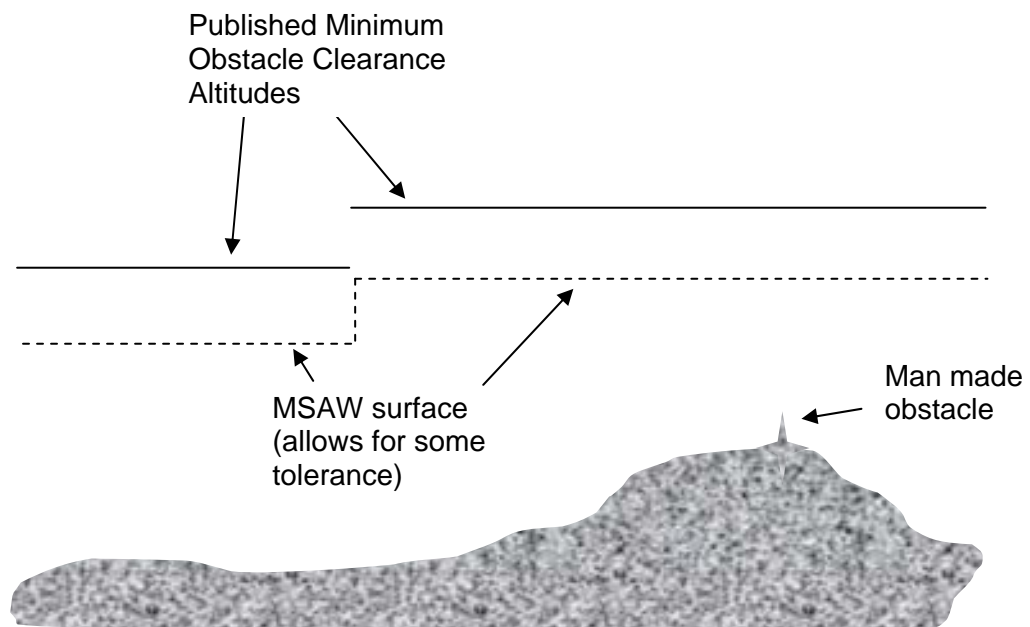 Published Minimum
Obstacle Clearance
Altitudes
Man made
obstacle
MSAW surface
(allows for some
tolerance)